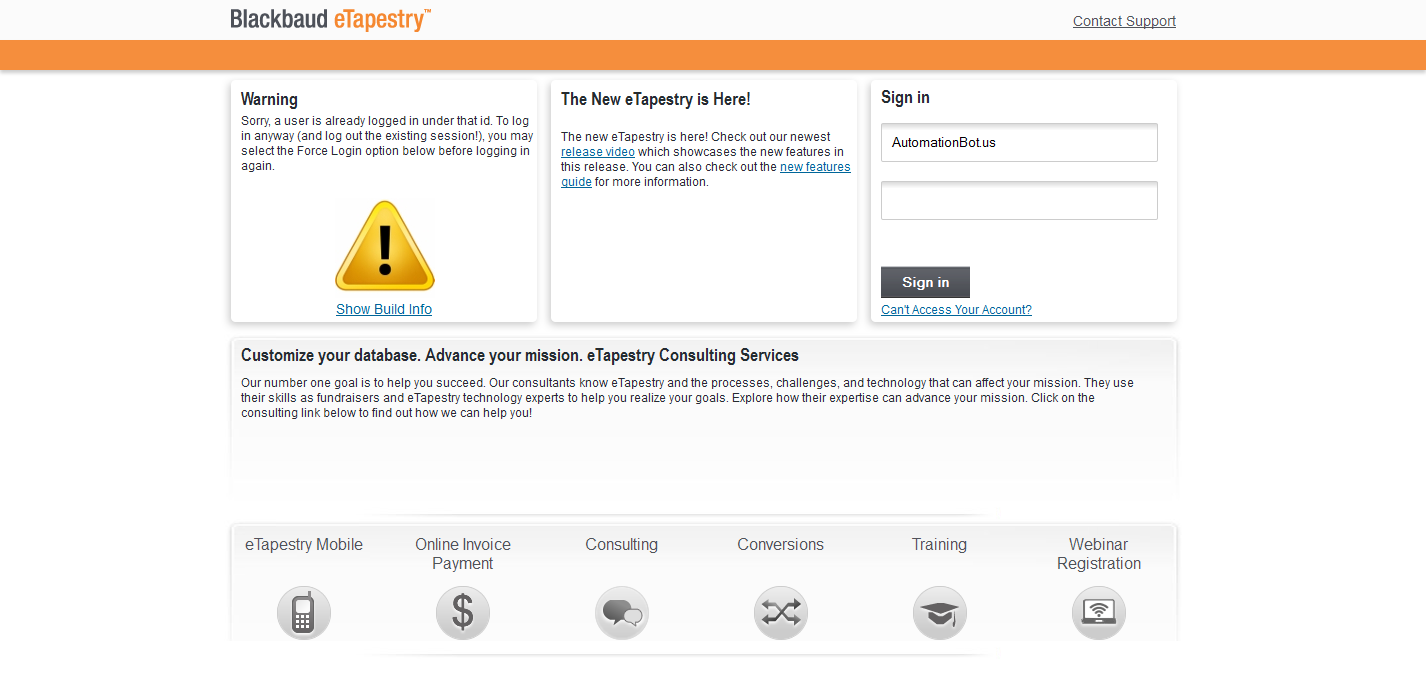 Blackbaud eTapestry™
Contact Support
Warning
Sorry, a user is already logged in under that id. To log
in anyway (and log out the existing session!), you may
select the Force Login option below before logging in
again.
Show Build Info
The New eTapestry is Here!
The new eTapestry is here! Check out our newest
release video which showcases the new features in
this release. You can also check out the new features
guide for more information.
Sign in
AutomationBot.us
Sign in
Can't Access Your Account?
Customize your database. Advance your mission. eTapestry Consulting Services
Our number one goal is to help you succeed. Our consultants know eTapestry and the processes, challenges, and technology that can affect your mission. They use
their skills as fundraisers and eTapestry technology experts to help you realize your goals. Explore how their expertise can advance your mission. Click on the
consulting link below to find out how we can help you!
eTapestry Mobile
Online Invoice
Payment
Consulting
Conversions
Training
Webinar
Registration